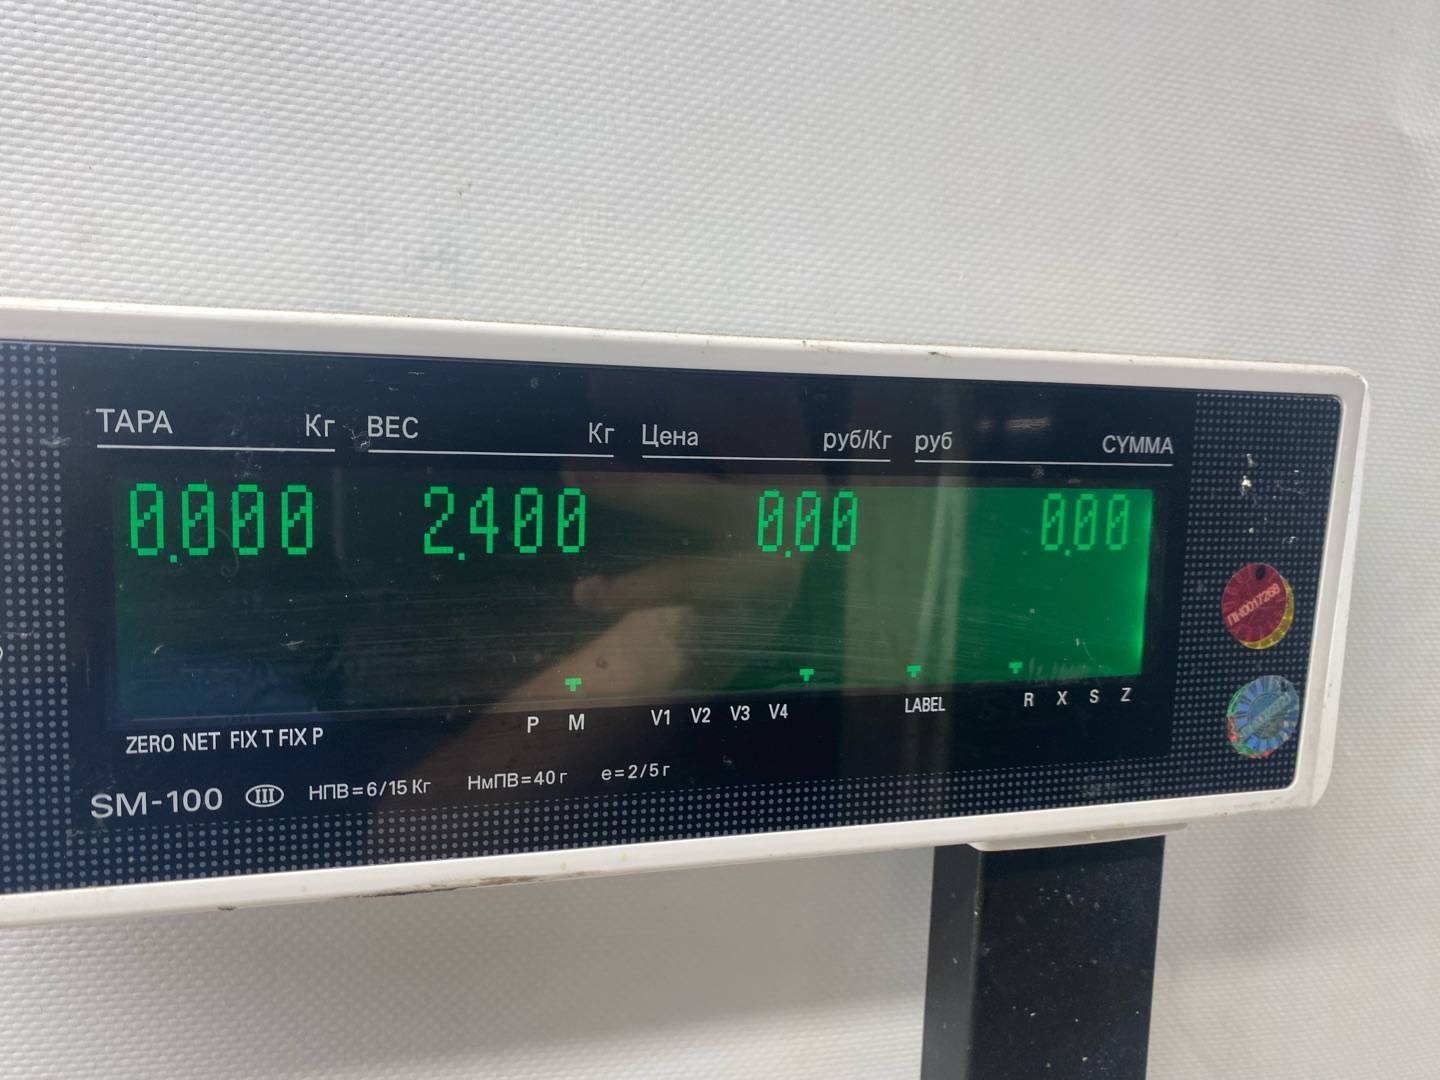 ТАРА Кг ВЕС Кг Цена руб/Кг руб СУММА
0.000 2.400 0.00 0.00
ZERO NET FIX T FIX P P M V1 V2 V3 V4 LABEL R X S Z
SM-100 III НПВ=6/15 Кг НмПВ=40 г e=2/5 г
ПН0017268